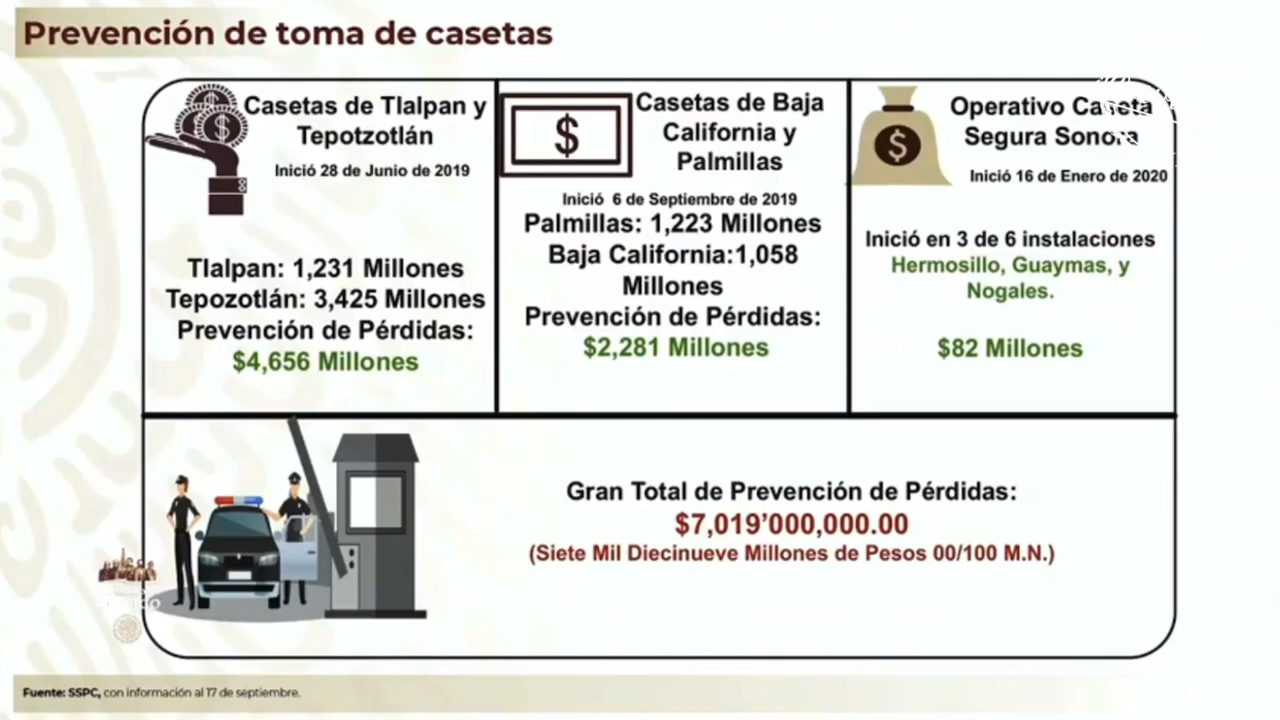 Prevención de toma de casetas
Casetas de Tlalpan y
Tepotzotlán
Inició 28 de Junio de 2019
Tlalpan: 1,231 Millones
Tepozotlán: 3,425 Millones
Prevención de Pérdidas:
$4,656 Millones
$
Casetas de Baja
California y
Palmillas
Inició 6 de Septiembre de 2019
Palmillas: 1,223 Millones
Baja California:1,058
Millones
Prevención de Pérdidas:
$2,281 Millones
$
Operativo Caseta
Segura Sonora
Inició 16 de Enero de 2020
Inició en 3 de 6 instalaciones
Hermosillo, Guaymas, y
Nogales.
$82 Millones
Gran Total de Prevención de Pérdidas:
$7,019’000,000.00
(Siete Mil Diecinueve Millones de Pesos 00/100 M.N.)
Fuente: SSPC, con información al 17 de septiembre.